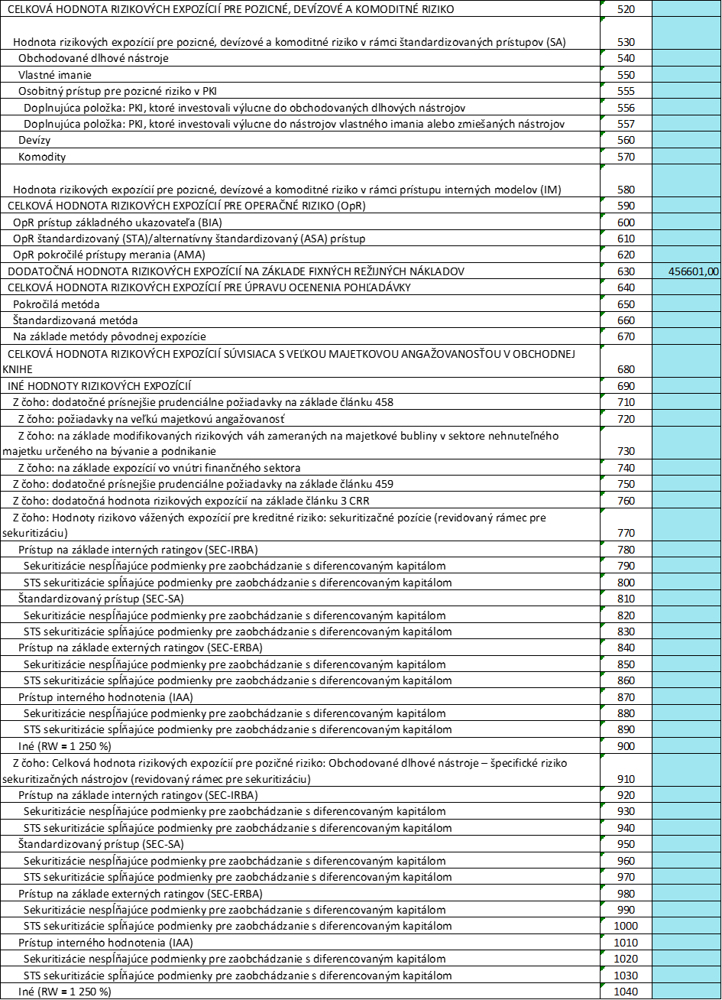 CELKOVÁ HODNOTA RIZIKOVÝCH EXPOZÍCIÍ PRE POZICNÉ, DEVÍZOVÉ A KOMODITNÉ RIZIKO 520
Hodnota rizikových expozícií pre pozicné, devízové a komoditné riziko v rámci štandardizovaných prístupov (SA) 530
Obchodované dlhové nástroje 540
Vlastné imanie 550
Osobitný prístup pre pozicné riziko v PKI 555
Doplnujúca položka: PKI, ktoré investovali výlucne do obchodovaných dlhových nástrojov 556
Doplnujúca položka: PKI, ktoré investovali výlucne do nástrojov vlastného imania alebo zmiešaných nástrojov 557
Devízy 560
Komodity 570
Hodnota rizikových expozícií pre pozicné, devízové a komoditné riziko v rámci prístupu interných modelov (IM) 580
CELKOVÁ HODNOTA RIZIKOVÝCH EXPOZÍCIÍ PRE OPERAČNÉ RIZIKO (OpR) 590
OpR prístup základného ukazovateľa (BIA) 600
OpR štandardizovaný (STA)/alternatívny štandardizovaný (ASA) prístup 610
OpR pokročilé prístupy merania (AMA) 620
DODATOČNÁ HODNOTA RIZIKOVÝCH EXPOZÍCIÍ NA ZÁKLADE FIXNÝCH REŽIJNÝCH NÁKLADOV 630 456601,00
CELKOVÁ HODNOTA RIZIKOVÝCH EXPOZÍCIÍ PRE ÚPRAVU OCENENIA POHĽADÁVKY 640
Pokročilá metóda 650
Štandardizovaná metóda 660
Na základe metódy pôvodnej expozície 670
CELKOVÁ HODNOTA RIZIKOVÝCH EXPOZÍCIÍ SÚVISIACA S VEĽKOU MAJETKOVOU ANGAŽOVANOSŤOU V OBCHODNEJ
KNIHE 680
INÉ HODNOTY RIZIKOVÝCH EXPOZÍCIÍ 690
Z čoho: dodatočné prísnejšie prudenciálne požiadavky na základe článku 458 710
Z čoho: požiadavky na veľkú majetkovú angažovanosť 720
Z čoho: na základe modifikovaných rizikových váh zameraných na majetkové bubliny v sektore nehnuteľného
majetku určeného na bývanie a podnikanie 730
Z čoho: na základe expozícií vo vnútri finančného sektora 740
Z čoho: dodatočné prísnejšie prudenciálne požiadavky na základe článku 459 750
Z čoho: dodatočná hodnota rizikových expozícií na základe článku 3 CRR 760
Z čoho: Hodnoty rizikovo vážených expozícií pre kreditné riziko: sekuritizačné pozície (revidovaný rámec pre
sekuritizáciu) 770
Prístup na základe interných ratingov (SEC-IRBA) 780
Sekuritizácie nespĺňajúce podmienky pre zaobchádzanie s diferencovaným kapitálom 790
STS sekuritizácie spĺňajúce podmienky pre zaobchádzanie s diferencovaným kapitálom 800
Štandardizovaný prístup (SEC-SA) 810
Sekuritizácie nespĺňajúce podmienky pre zaobchádzanie s diferencovaným kapitálom 820
STS sekuritizácie spĺňajúce podmienky pre zaobchádzanie s diferencovaným kapitálom 830
Prístup na základe externých ratingov (SEC-ERBA) 840
Sekuritizácie nespĺňajúce podmienky pre zaobchádzanie s diferencovaným kapitálom 850
STS sekuritizácie spĺňajúce podmienky pre zaobchádzanie s diferencovaným kapitálom 860
Prístup interného hodnotenia (IAA) 870
Sekuritizácie nespĺňajúce podmienky pre zaobchádzanie s diferencovaným kapitálom 880
STS sekuritizácie spĺňajúce podmienky pre zaobchádzanie s diferencovaným kapitálom 890
Iné (RW = 1 250 %) 900
Z čoho: Celková hodnota rizikových expozícií pre pozičné riziko: Obchodované dlhové nástroje – špecifické riziko
sekuritizačných nástrojov (revidovaný rámec pre sekuritizáciu) 910
Prístup na základe interných ratingov (SEC-IRBA) 920
Sekuritizácie nespĺňajúce podmienky pre zaobchádzanie s diferencovaným kapitálom 930
STS sekuritizácie spĺňajúce podmienky pre zaobchádzanie s diferencovaným kapitálom 940
Štandardizovaný prístup (SEC-SA) 950
Sekuritizácie nespĺňajúce podmienky pre zaobchádzanie s diferencovaným kapitálom 960
STS sekuritizácie spĺňajúce podmienky pre zaobchádzanie s diferencovaným kapitálom 970
Prístup na základe externých ratingov (SEC-ERBA) 980
Sekuritizácie nespĺňajúce podmienky pre zaobchádzanie s diferencovaným kapitálom 990
STS sekuritizácie spĺňajúce podmienky pre zaobchádzanie s diferencovaným kapitálom 1000
Prístup interného hodnotenia (IAA) 1010
Sekuritizácie nespĺňajúce podmienky pre zaobchádzanie s diferencovaným kapitálom 1020
STS sekuritizácie spĺňajúce podmienky pre zaobchádzanie s diferencovaným kapitálom 1030
Iné (RW = 1 250 %) 1040